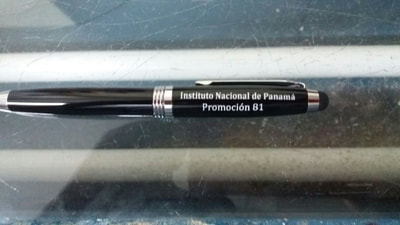 Instituto Nacional de Panamá
Promoción 81